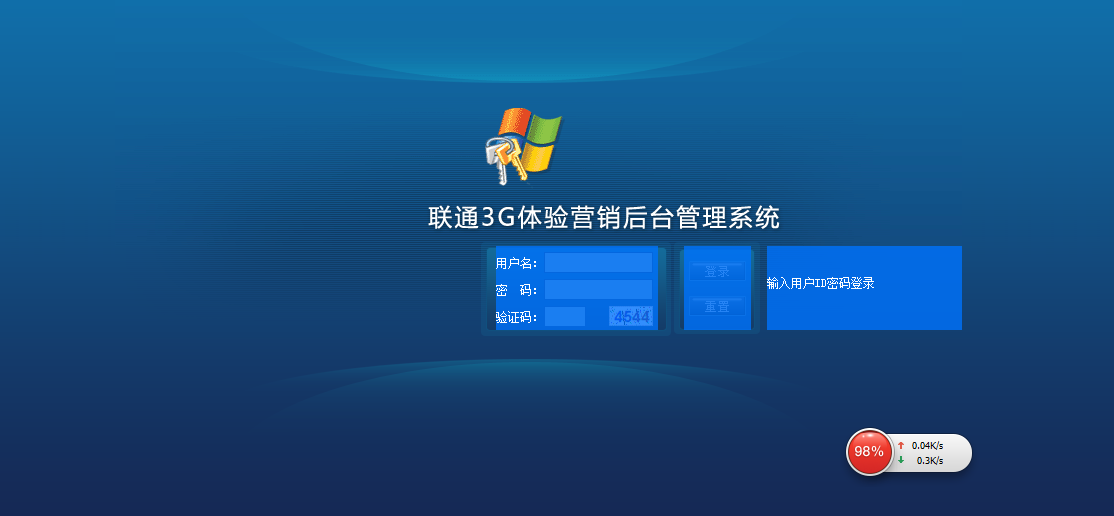 联通3G体验营销后台管理系统
用户名：
登录
输入用户ID密码登录
密 码：
重置
验证码：
4544
98%
0.04K/s
0.3K/s